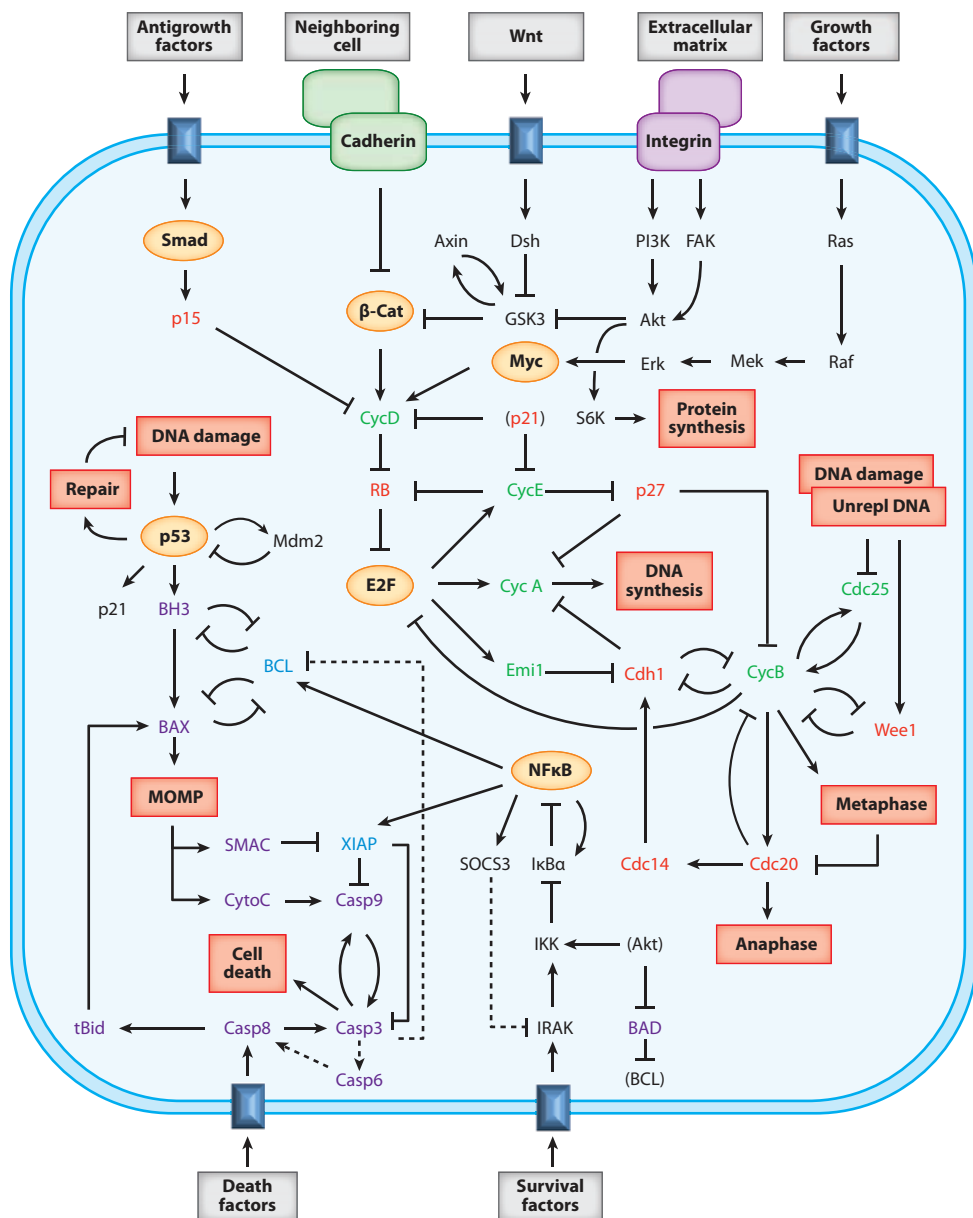 Antigrowth
factors
Neighboring
cell
Wnt
Extracellular
matrix
Growth
factors
Cadherin
Integrin
Smad
Axin
Dsh
PI3K
FAK
Ras
p15
β-Cat
GSK3
Akt
Myc
Erk
Mek
Raf
CycD
(p21)
S6K
Protein
synthesis
DNA damage
Repair
RB
CycE
p27
DNA damage
Unrepl DNA
p53
Mdm2
E2F
Cyc A
DNA
synthesis
Cdc25
p21
BH3
BCL
Emi1
Cdh1
CycB
BAX
Wee1
MOMP
NFκB
Metaphase
SMAC
XIAP
SOCS3
IκBα
Cdc14
Cdc20
CytoC
Casp9
Cell
death
IKK
(Akt)
Anaphase
tBid
Casp8
Casp3
IRAK
BAD
Casp6
(BCL)
Death
factors
Survival
factors